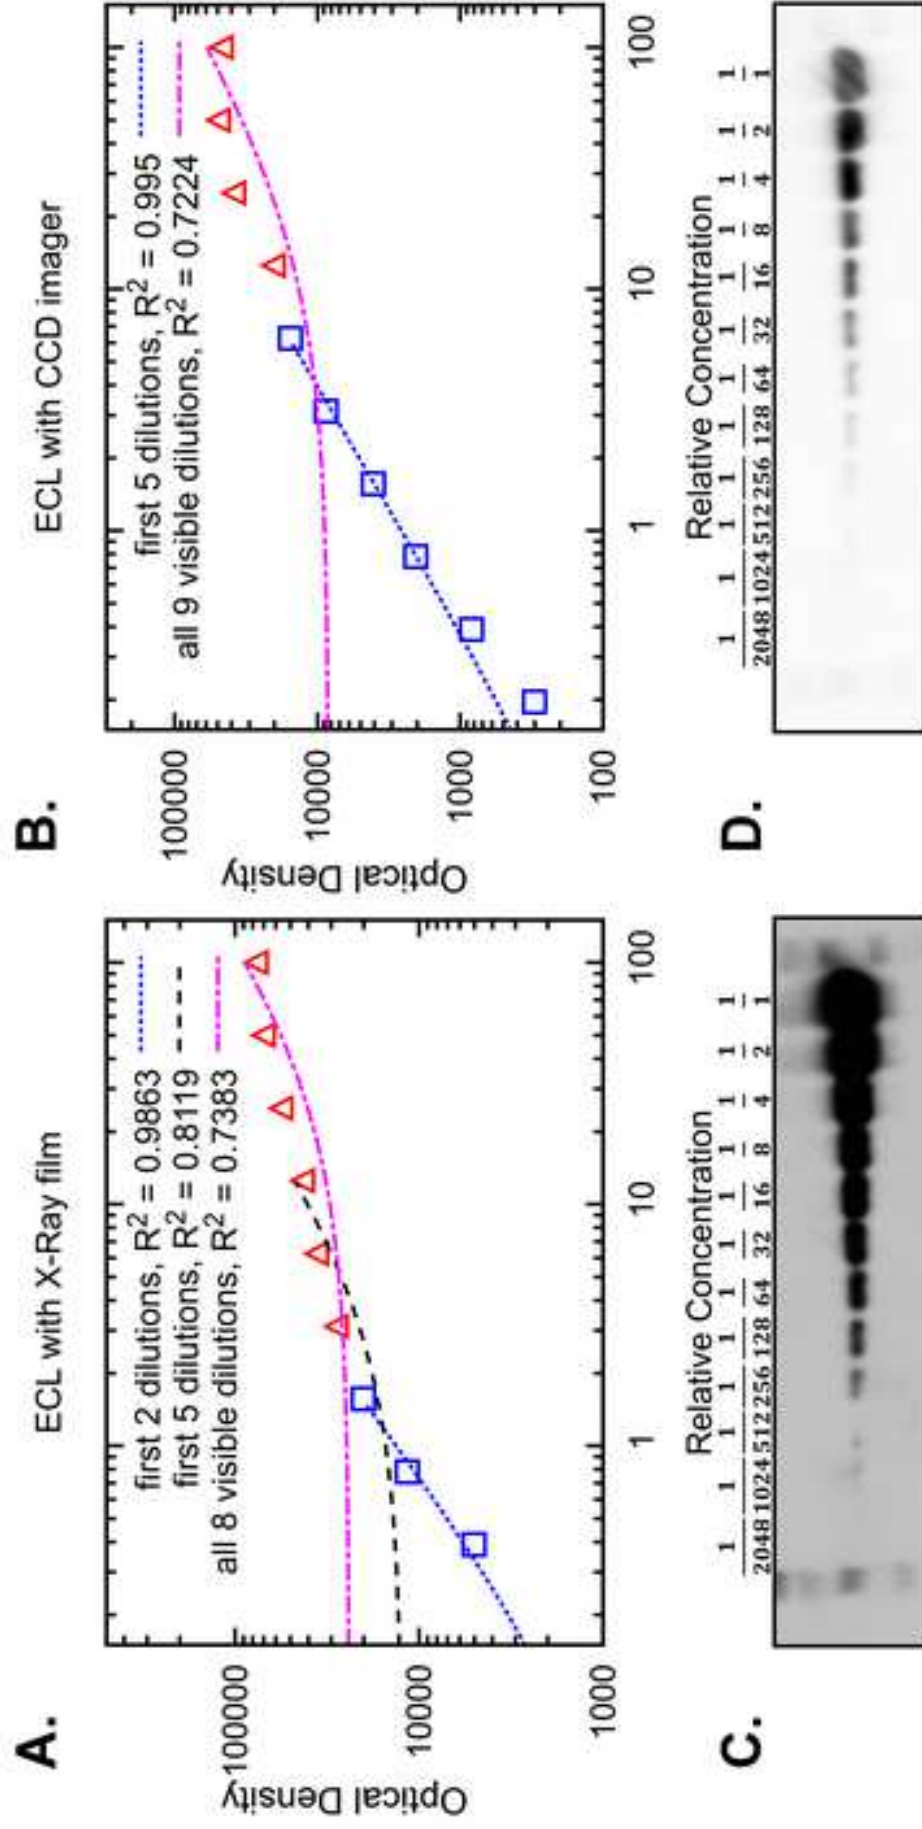 A.
ECL with X-Ray film
first 2 dilutions, R2 = 0.9863
first 5 dilutions, R2 = 0.8119
all 8 visible dilutions, R2 = 0.7383
100000
10000
1000
Optical Density
1 10 100
Relative Concentration
B.
ECL with CCD imager
first 5 dilutions, R2 = 0.995
all 9 visible dilutions, R2 = 0.7224
100000
10000
1000
100
Optical Density
1 10 100
Relative Concentration
C.
1 1 1 1 1 1 1 1 1 1 1 1
2048 1024 512 256 128 64 32 16 8 4 2 1
D.
1 1 1 1 1 1 1 1 1 1 1 1
2048 1024 512 256 128 64 32 16 8 4 2 1